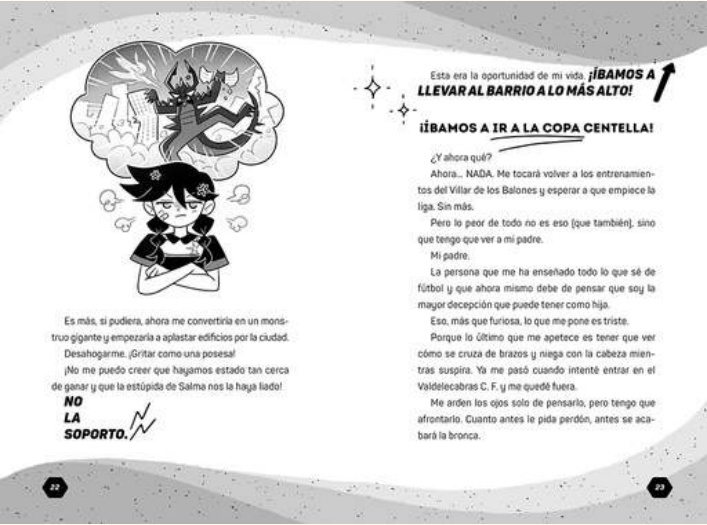 Es más, si pudiera, ahora me convertiría en un mons-
truo gigante y empezaría a aplastar edificios por la ciudad.
Desahogarme. ¡Gritar como una posesa!
¡No me puedo creer que hayamos estado tan cerca
de ganar y que la estúpida de Salma nos la haya liado!
NO
LA
SOPORTO.
22
Esta era la oportunidad de mi vida. ¡ÍBAMOS A
LLEVAR AL BARRIO A LO MÁS ALTO!
¡ÍBAMOS A IR A LA COPA CENTELLA!
¿Y ahora qué?
Ahora... NADA. Me tocará volver a los entrenamien-
tos del Villar de los Balones y esperar a que empiece la
liga. Sin más.
Pero lo peor de todo no es eso (que también), sino
que tengo que ver a mi padre.
Mi padre.
La persona que me ha enseñado todo lo que sé de
fútbol y que ahora mismo debe de pensar que soy la
mayor decepción que puede tener como hija.
Eso, más que furiosa, lo que me pone es triste.
Porque lo último que me apetece es tener que ver
cómo se cruza de brazos y niega con la cabeza mien-
tras suspira. Ya me pasó cuando intenté entrar en el
Valdelecabras C. F. y me quedé fuera.
Me arden los ojos solo de pensarlo, pero tengo que
afrontarlo. Cuanto antes le pida perdón, antes se aca-
bará la bronca.
23